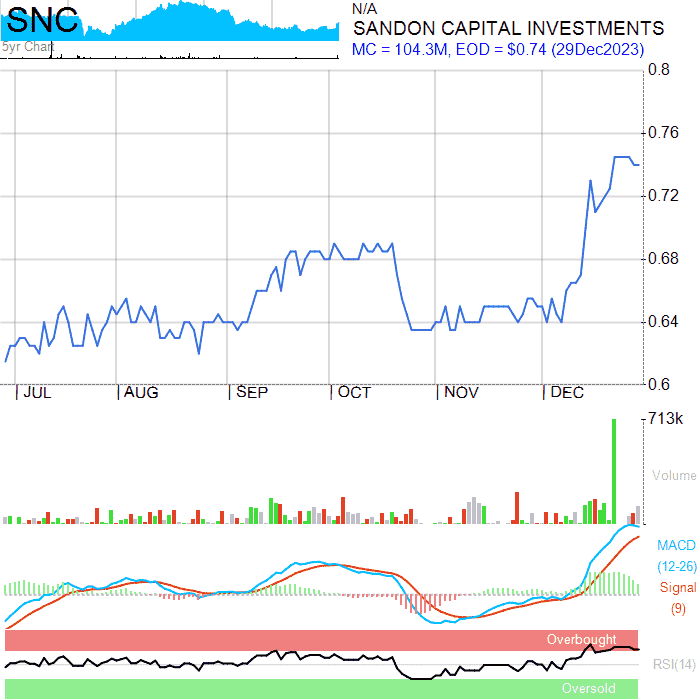 SNC
5yr Chart
N/A
SANDON CAPITAL INVESTMENTS
MC = 104.3M, EOD = $0.74 (29Dec2023)
0.8
0.76
0.72
0.68
0.64
0.6
JUL AUG SEP OCT NOV DEC
713k
Volume
MACD
(12-26)
Signal
(9)
Overbought
RSI(14)
Oversold